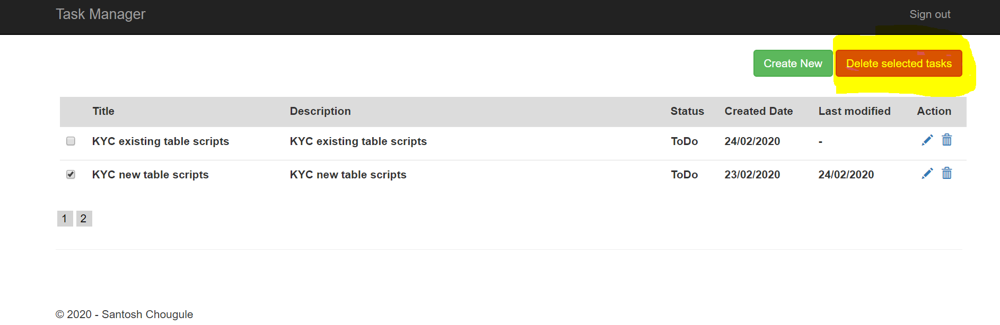 Task Manager Sign out
Create New Delete selected tasks
Title Description Status Created Date Last modified Action
KYC existing table scripts KYC existing table scripts ToDo 24/02/2020 -
KYC new table scripts KYC new table scripts ToDo 23/02/2020 24/02/2020
1 2
© 2020 - Santosh Chougule